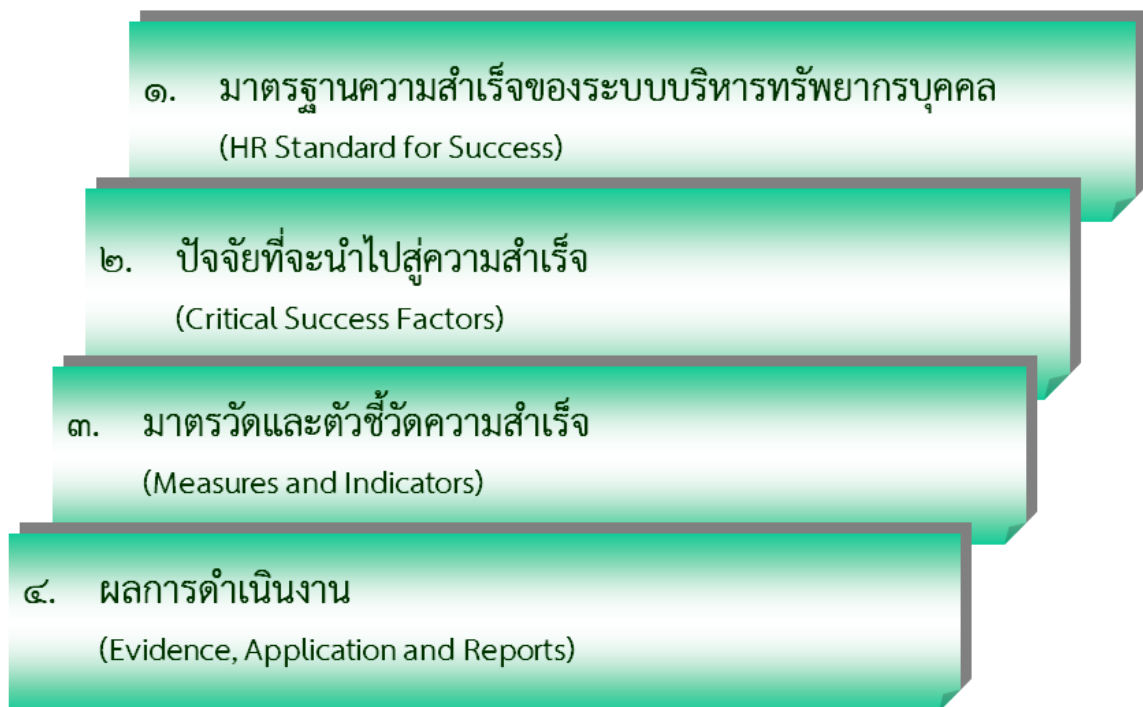 ๑. มาตรฐานความสำเร็จของระบบบริหารทรัพยากรบุคคล
(HR Standard for Success)
๒. ปัจจัยที่จะนำไปสู่ความสำเร็จ
(Critical Success Factors)
๓. มาตรวัดและตัวชี้วัดความสำเร็จ
(Measures and Indicators)
๔. ผลการดำเนินงาน
(Evidence, Application and Reports)